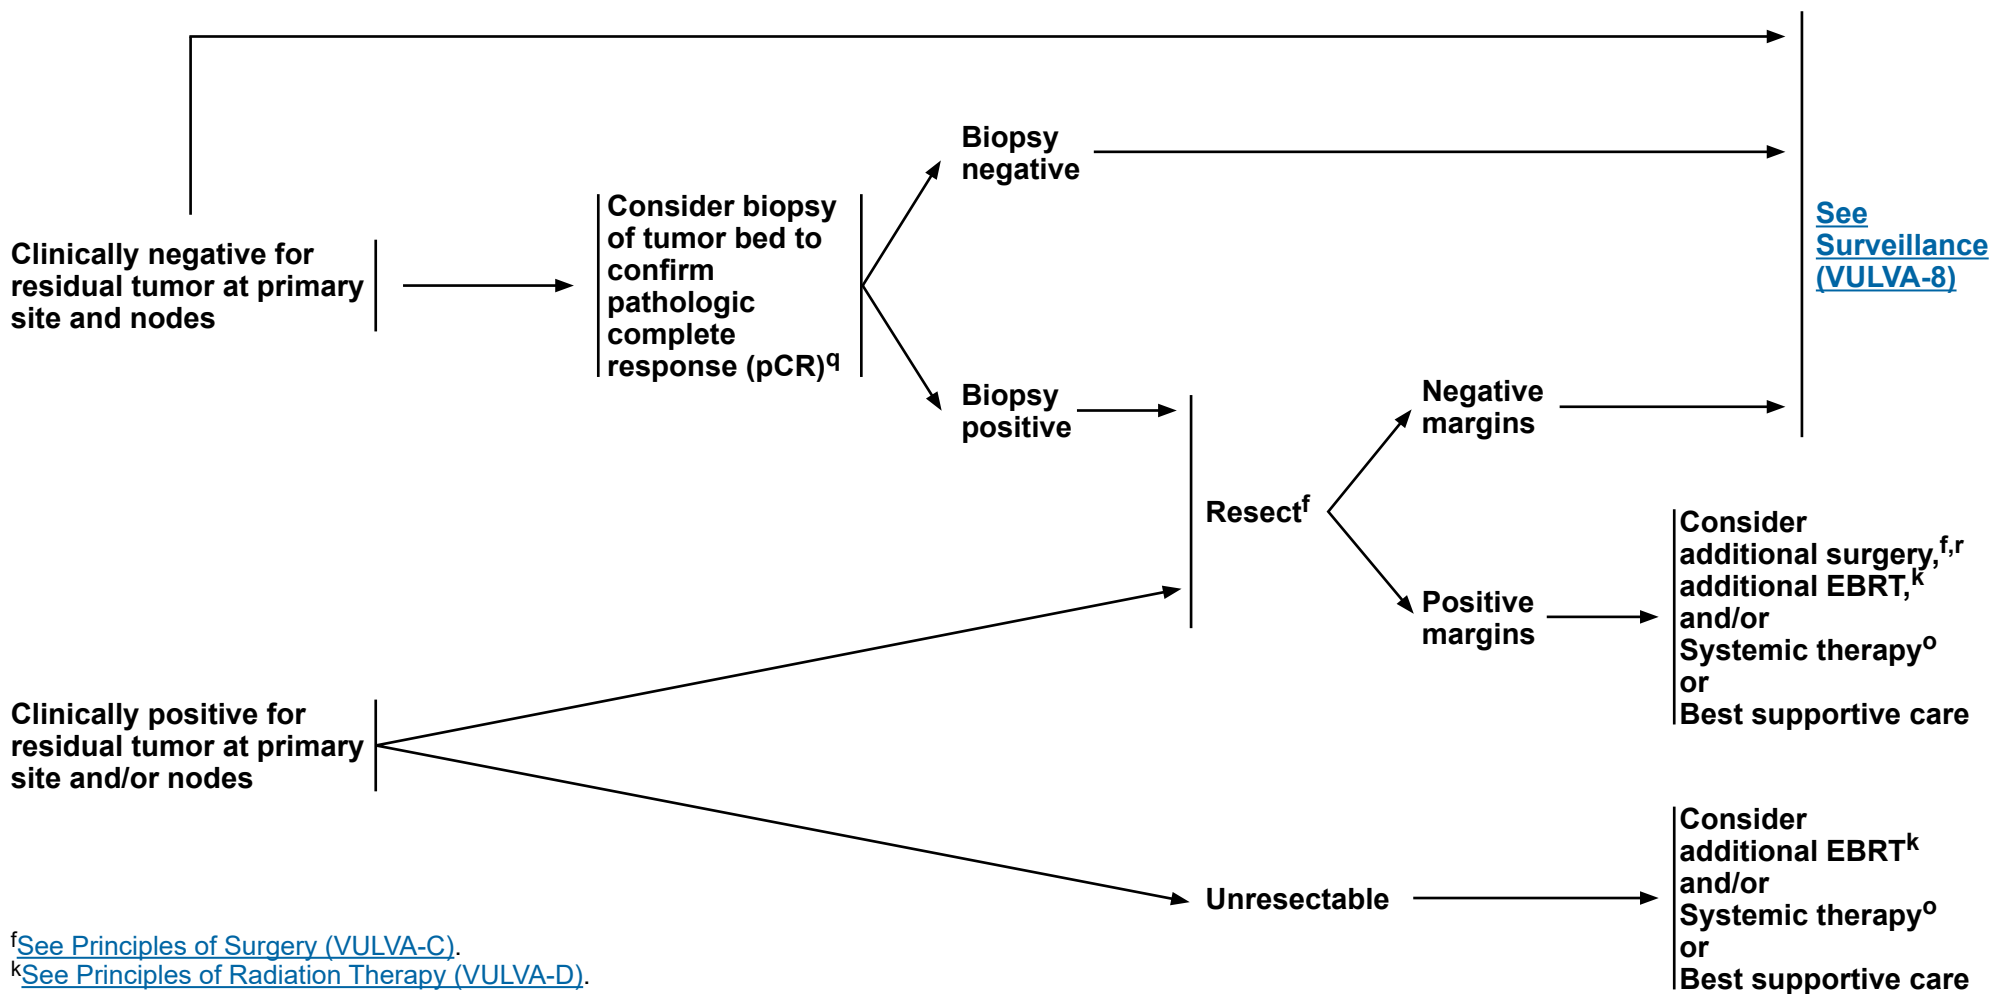 Clinically negative for
residual tumor at primary
site and nodes
Consider biopsy
of tumor bed to
confirm
pathologic
complete
response (pCR)q
Biopsy
negative
Biopsy
positive
See
Surveillance
(VULVA-8)
Resectf
Negative
margins
Positive
margins
Consider
additional surgery,f,r
additional EBRT,k
and/or
Systemic therapyo
or
Best supportive care
Clinically positive for
residual tumor at primary
site and/or nodes
Unresectable
Consider
additional EBRTk
and/or
Systemic therapyo
or
Best supportive care
fSee Principles of Surgery (VULVA-C).
kSee Principles of Radiation Therapy (VULVA-D).